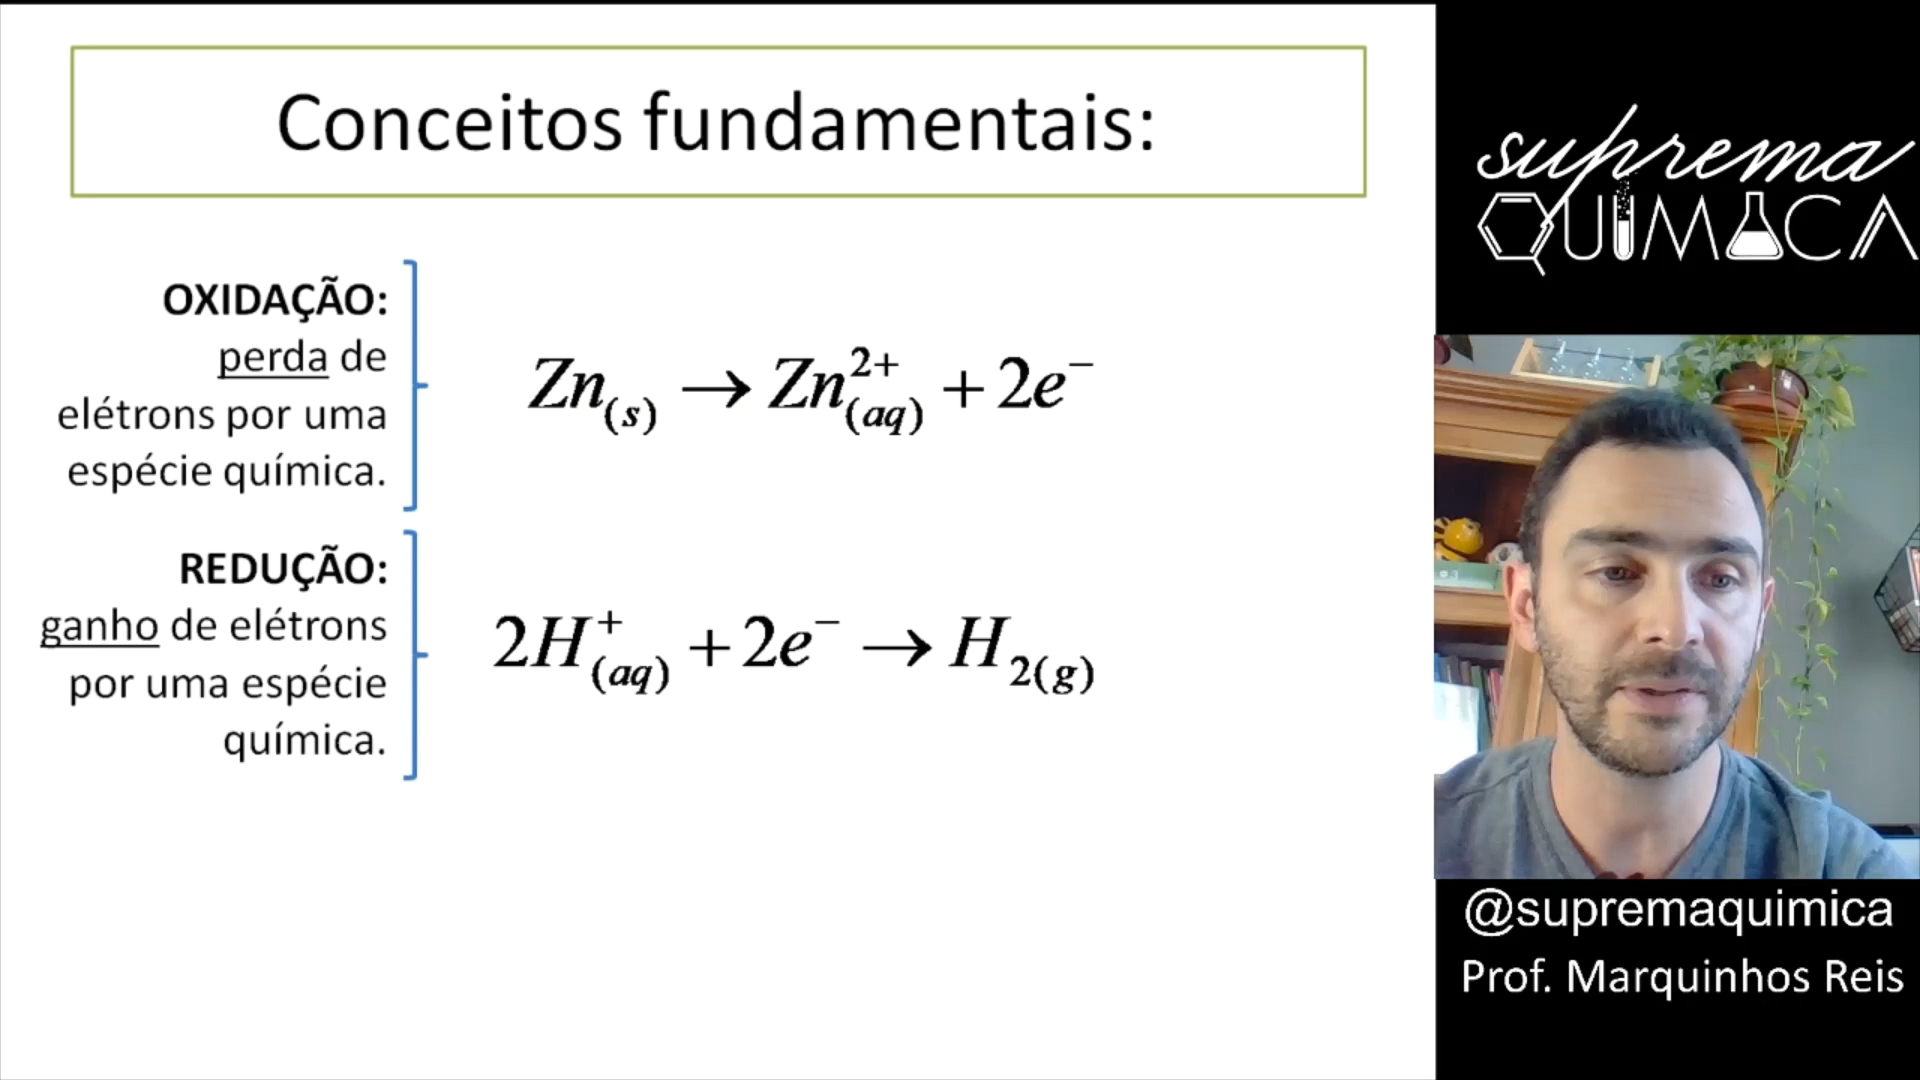 Conceitos fundamentais:
OXIDAÇÃO:
perda de
elétrons por uma
espécie química.
Zn(s) → Zn²⁺(aq) + 2e⁻
REDUÇÃO:
ganho de elétrons
por uma espécie
química.
2H⁺(aq) + 2e⁻ → H₂(g)
suprema
QUIMICA
@supremaquimica
Prof. Marquinhos Reis